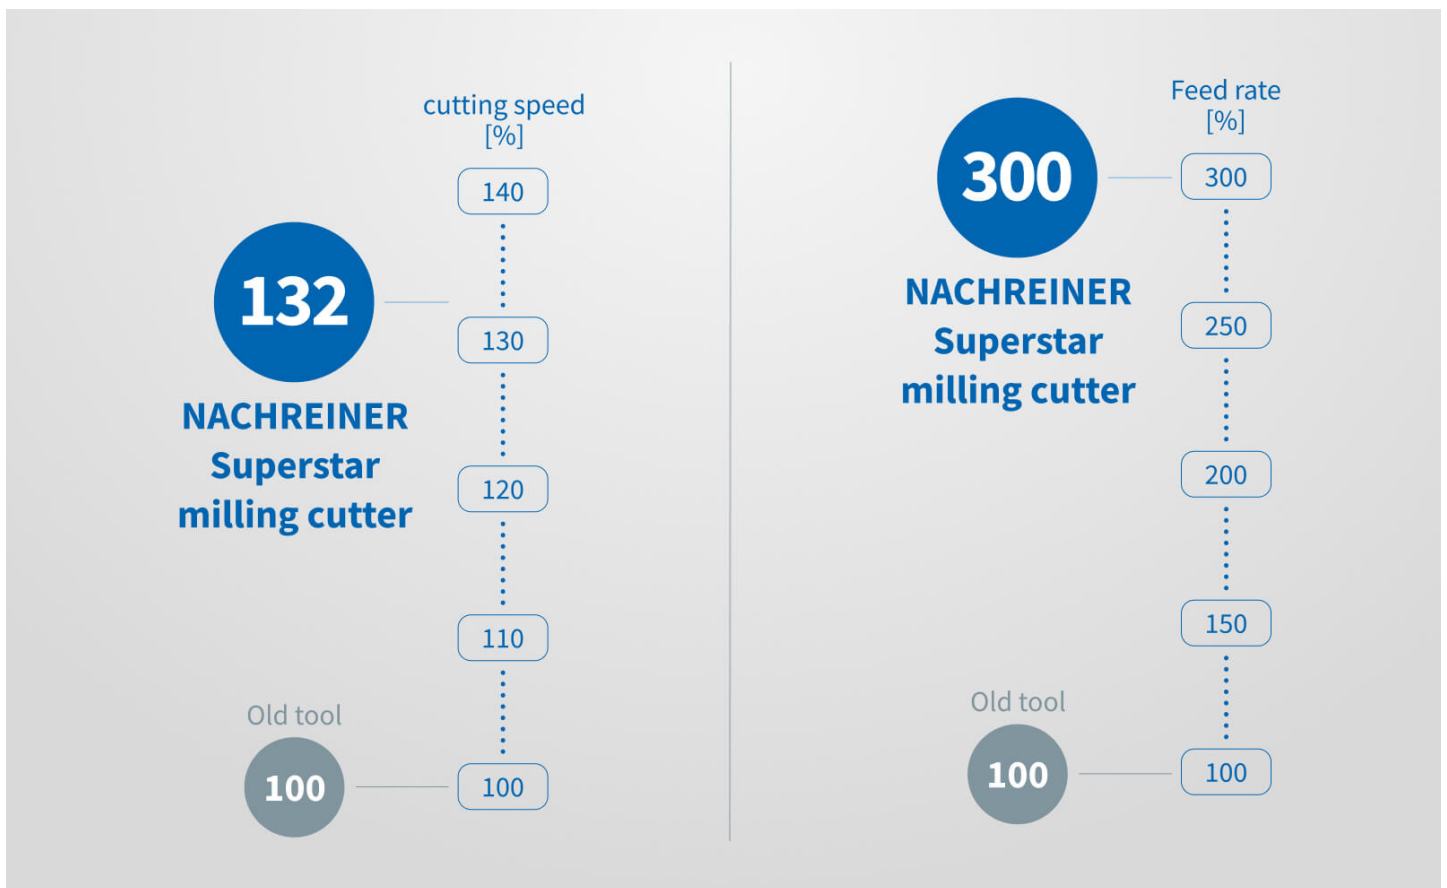 cutting speed
[%]
140
132
130
NACHREINER
Superstar
milling cutter
120
110
Old tool
100
100
Feed rate
[%]
300
300
NACHREINER
Superstar
milling cutter
250
200
150
Old tool
100
100